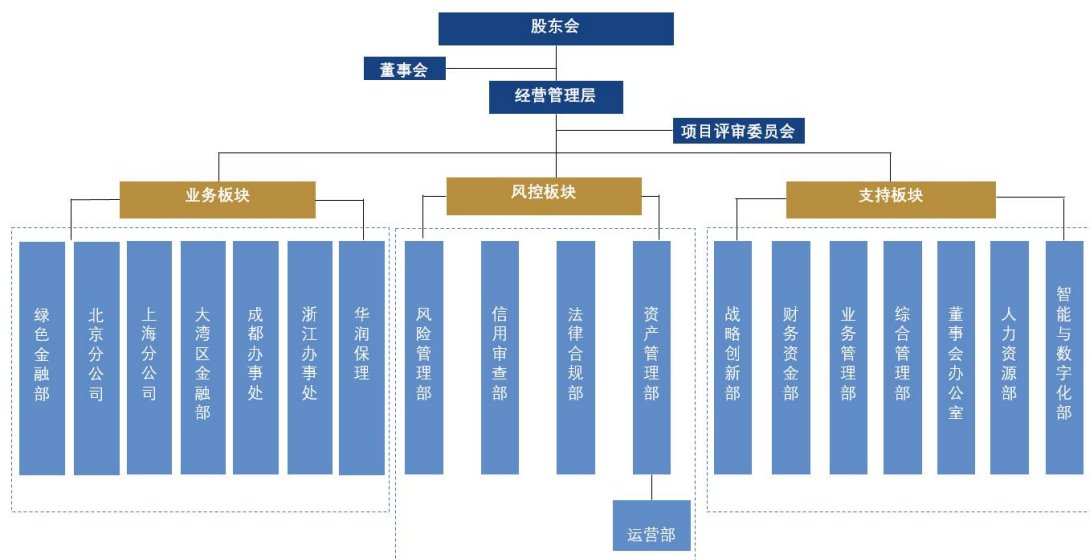 股东会
董事会
经营管理层
项目评审委员会
业务板块
风控板块
支持板块
绿色金融部
北京分公司
上海分公司
大湾区金融部
成都办事处
浙江办事处
华润保理
风险管理部
信用审查部
法律合规部
资产管理部
战略创新部
财务资金部
业务管理部
综合管理部
董事会办公室
人力资源部
智能与数字化部
运营部